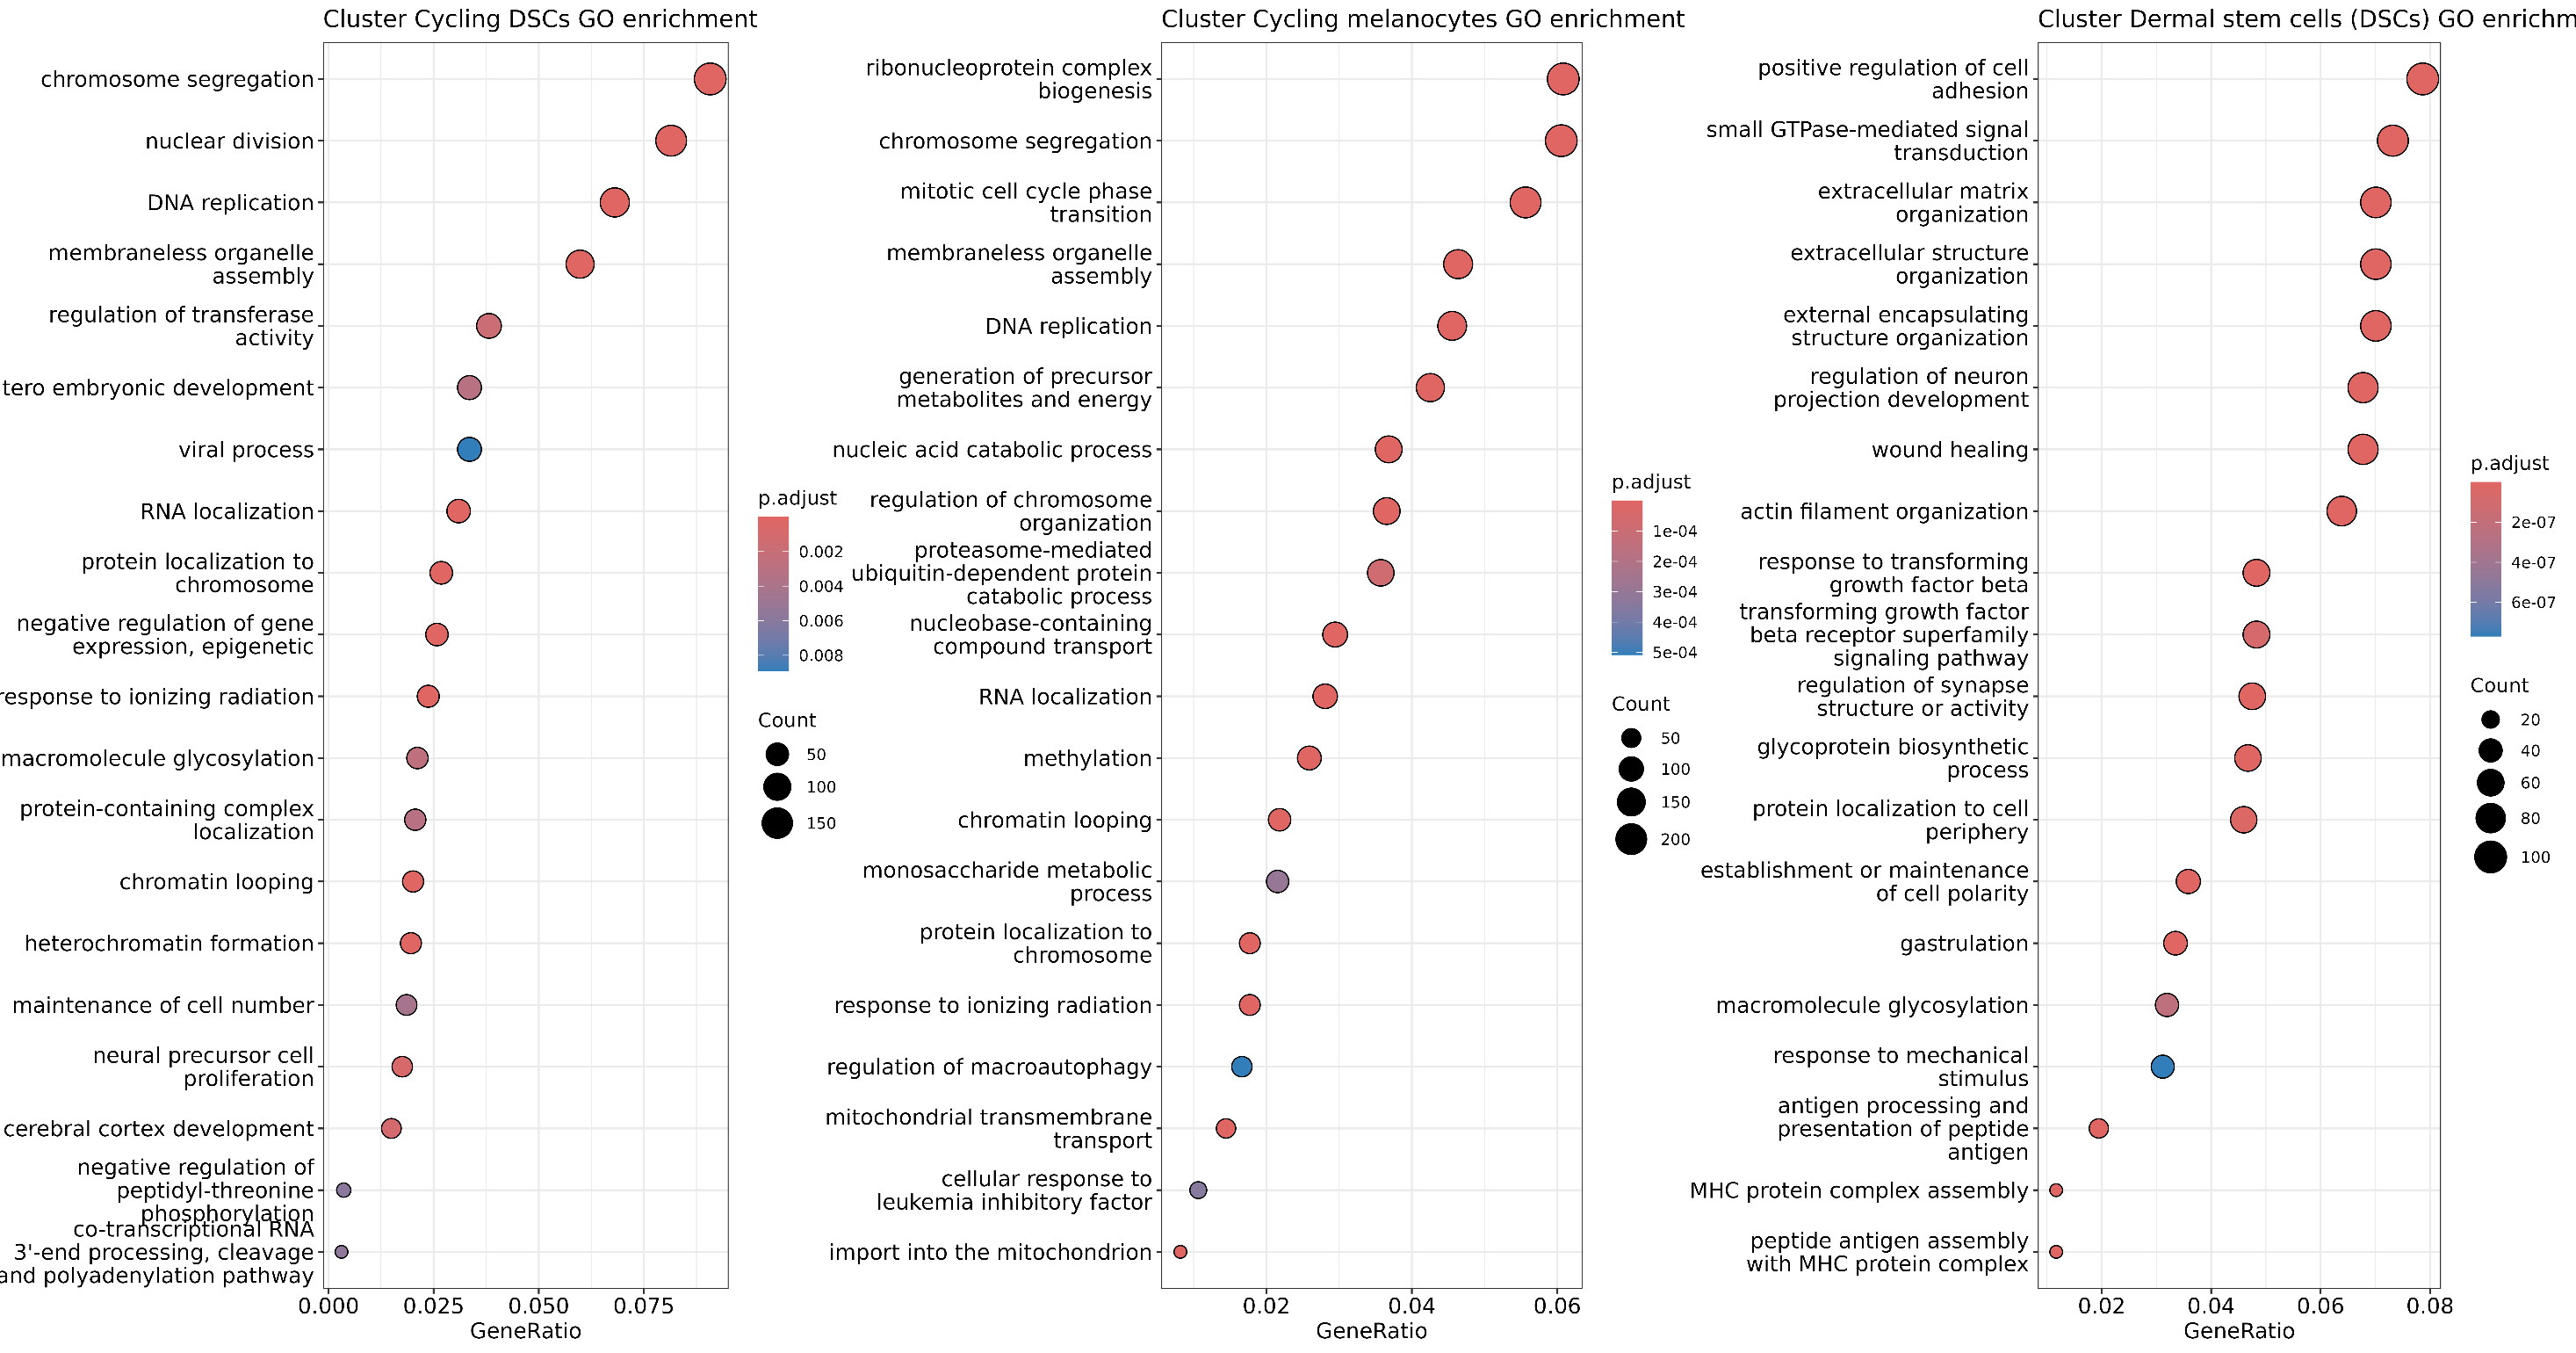 Cluster Cycling DSCs GO enrichment
chromosome segregation
nuclear division
DNA replication
membraneless organelle
assembly
regulation of transferase
activity
tero embryonic development
viral process
RNA localization
protein localization to
chromosome
negative regulation of gene
expression, epigenetic
response to ionizing radiation
macromolecule glycosylation
protein-containing complex
localization
chromatin looping
heterochromatin formation
maintenance of cell number
neural precursor cell
proliferation
cerebral cortex development
negative regulation of
peptidyl-threonine
phosphorylation
co-transcriptional RNA
3'-end processing, cleavage
and polyadenylation pathway
0.000 0.025 0.050 0.075
GeneRatio
p.adjust
0.002
0.004
0.006
0.008
Count
50
100
150
Cluster Cycling melanocytes GO enrichment
ribonucleoprotein complex
biogenesis
chromosome segregation
mitotic cell cycle phase
transition
membraneless organelle
assembly
DNA replication
generation of precursor
metabolites and energy
nucleic acid catabolic process
regulation of chromosome
organization
proteasome-mediated
ubiquitin-dependent protein
catabolic process
nucleobase-containing
compound transport
RNA localization
methylation
chromatin looping
monosaccharide metabolic
process
protein localization to
chromosome
response to ionizing radiation
regulation of macroautophagy
mitochondrial transmembrane
transport
cellular response to
leukemia inhibitory factor
import into the mitochondrion
0.02 0.04 0.06
GeneRatio
p.adjust
1e-04
2e-04
3e-04
4e-04
5e-04
Count
50
100
150
200
Cluster Dermal stem cells (DSCs) GO enrichm
positive regulation of cell
adhesion
small GTPase-mediated signal
transduction
extracellular matrix
organization
extracellular structure
organization
external encapsulating
structure organization
regulation of neuron
projection development
wound healing
actin filament organization
response to transforming
growth factor beta
transforming growth factor
beta receptor superfamily
signaling pathway
regulation of synapse
structure or activity
glycoprotein biosynthetic
process
protein localization to cell
periphery
establishment or maintenance
of cell polarity
gastrulation
macromolecule glycosylation
response to mechanical
stimulus
antigen processing and
presentation of peptide
antigen
MHC protein complex assembly
peptide antigen assembly
with MHC protein complex
0.02 0.04 0.06 0.08
GeneRatio
p.adjust
2e-07
4e-07
6e-07
Count
20
40
60
80
100